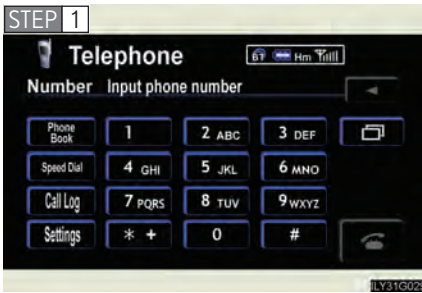 STEP 1
Telephone BT Hm
Number Input phone number
Phone Book 1 2 ABC 3 DEF
Speed Dial 4 GHI 5 JKL 6 MNO
Call Log 7 PQRS 8 TUV 9 WXYZ
Settings * + 0 #
ILY31G029